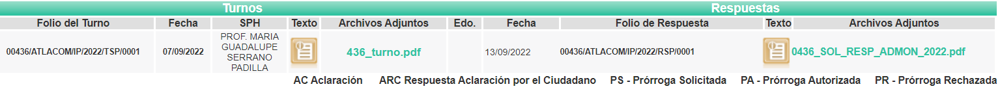 Turnos Respuestas
Folio del Turno Fecha SPH Texto Archivos Adjuntos Edo. Fecha Folio de Respuesta Texto Archivos Adjuntos
00436/ATLACOM/IP/2022/TSP/0001 07/09/2022 PROF. MARIA
GUADALUPE
SERRANO
PADILLA
436_turno.pdf 13/09/2022 00436/ATLACOM/IP/2022/RSP/0001 0436_SOL_RESP_ADMON_2022.pdf
AC Aclaración ARC Respuesta Aclaración por el Ciudadano PS - Prórroga Solicitada PA - Prórroga Autorizada PR - Prórroga Rechazada